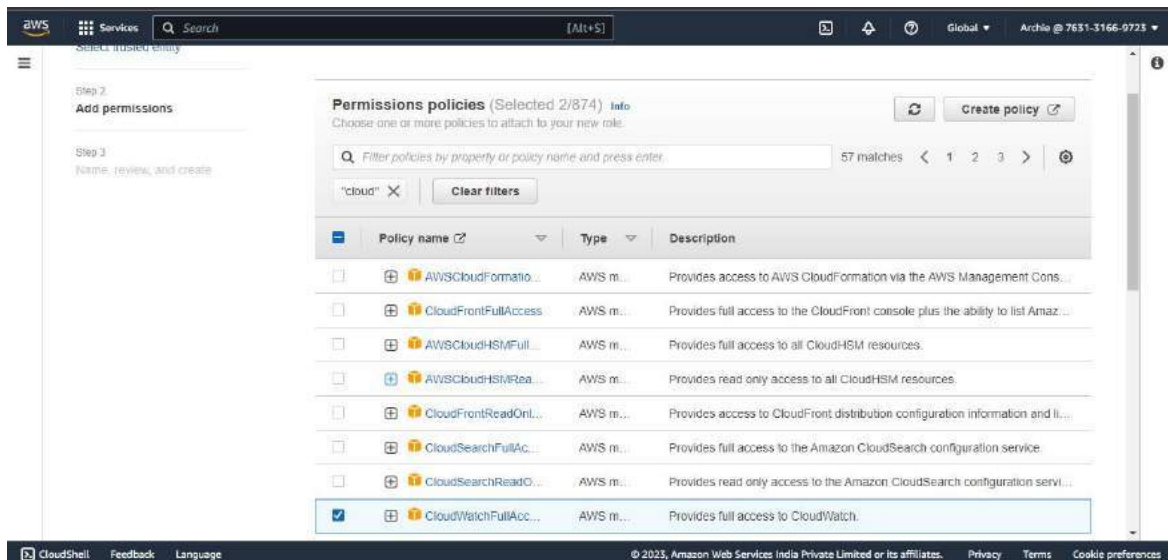 aws Services Search [Alt+S] Global Archie @ 7631-3166-9723
Select trusted entity
Step 2
Add permissions
Step 3
Name, review, and create
Permissions policies (Selected 2/874) Info
Choose one or more policies to attach to your new role.
Create policy
Filter policies by property or policy name and press enter.
57 matches 1 2 3
"cloud" Clear filters
Policy name Type Description
AWSCloudFormatio... AWS m... Provides access to AWS CloudFormation via the AWS Management Cons...
CloudFrontFullAccess AWS m... Provides full access to the CloudFront console plus the ability to list Amaz...
AWSCloudHSMFull... AWS m... Provides full access to all CloudHSM resources.
AWSCloudHSMRea... AWS m... Provides read only access to all CloudHSM resources.
CloudFrontReadOnl... AWS m... Provides access to CloudFront distribution configuration information and li...
CloudSearchFullAc... AWS m... Provides full access to the Amazon CloudSearch configuration service.
CloudSearchReadO... AWS m... Provides read only access to the Amazon CloudSearch configuration servi...
CloudWatchFullAcc... AWS m... Provides full access to CloudWatch.
CloudShell Feedback Language © 2023, Amazon Web Services India Private Limited or its affiliates. Privacy Terms Cookie preferences